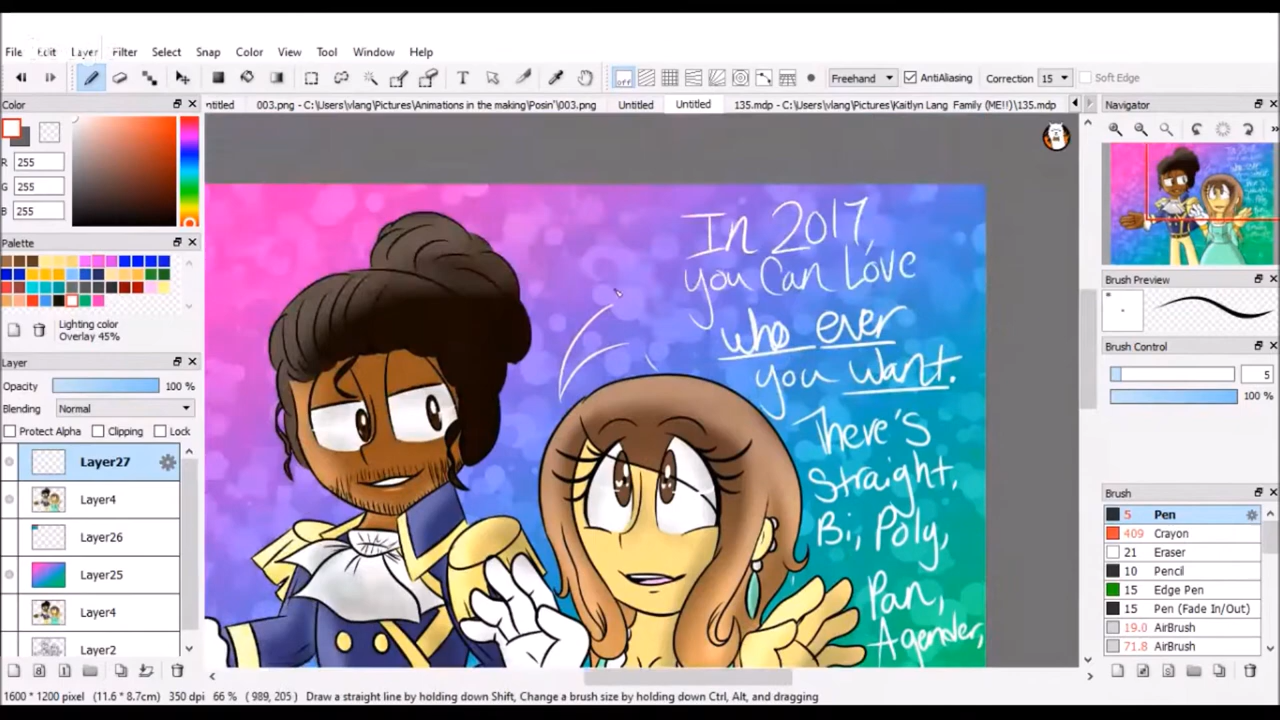 File Edit Layer Filter Select Snap Color View Tool Window Help
off Freehand AntiAliasing Correction 15 Soft Edge
Color
ntitled 003.png - C:\Users\vlang\Pictures\Animations in the making\Posin'\003.png Untitled Untitled 135.mdp - C:\Users\vlang\Pictures\Kaitlyn Lang Family (ME!!)\135.mdp
Navigator
R 255
G 255
B 255
Palette
Lighting color
Overlay 45%
Layer
Opacity 100 %
Blending Normal
Protect Alpha Clipping Lock
Layer27
Layer4
Layer26
Layer25
Layer4
Layer2
In 2017,
you Can Love
who ever
you want.
There's
Straight,
Bi, Poly,
Pan,
Agender,
Brush Preview
Brush Control
5
100 %
Brush
5 Pen
409 Crayon
21 Eraser
10 Pencil
15 Edge Pen
15 Pen (Fade In/Out)
19.0 AirBrush
71.8 AirBrush
1600 * 1200 pixel (11.6 * 8.7cm) 350 dpi 66 % ( 989, 205 ) Draw a straight line by holding down Shift, Change a brush size by holding down Ctrl, Alt, and dragging